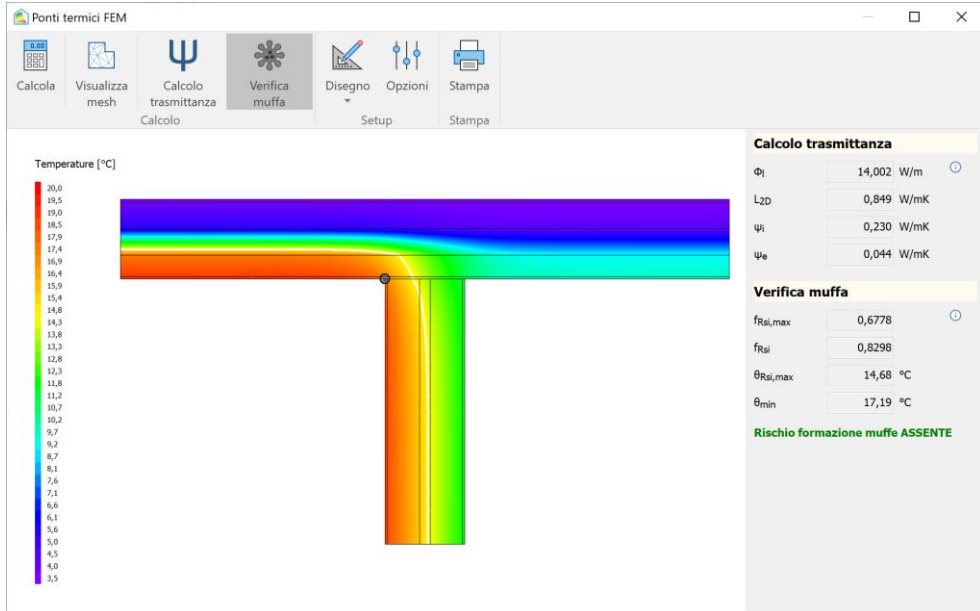 Ponti termici FEM
Calcola
Visualizza mesh
Calcolo trasmittanza
Verifica muffa
Disegno
Opzioni
Stampa
Calcolo
Setup
Stampa
Temperature [°C]
20,0
19,5
19,0
18,5
17,9
17,4
16,9
16,4
15,9
15,4
14,8
14,3
13,8
13,3
12,8
12,3
11,8
11,2
10,7
10,2
9,7
9,2
8,7
8,1
7,6
7,1
6,6
6,1
5,6
5,0
4,5
4,0
3,5
Calcolo trasmittanza
Φl 14,002 W/m
L2D 0,849 W/mK
ψi 0,230 W/mK
ψe 0,044 W/mK
Verifica muffa
fRsi,max 0,6778
fRsi 0,8298
θRsi,max 14,68 °C
θmin 17,19 °C
Rischio formazione muffe ASSENTE